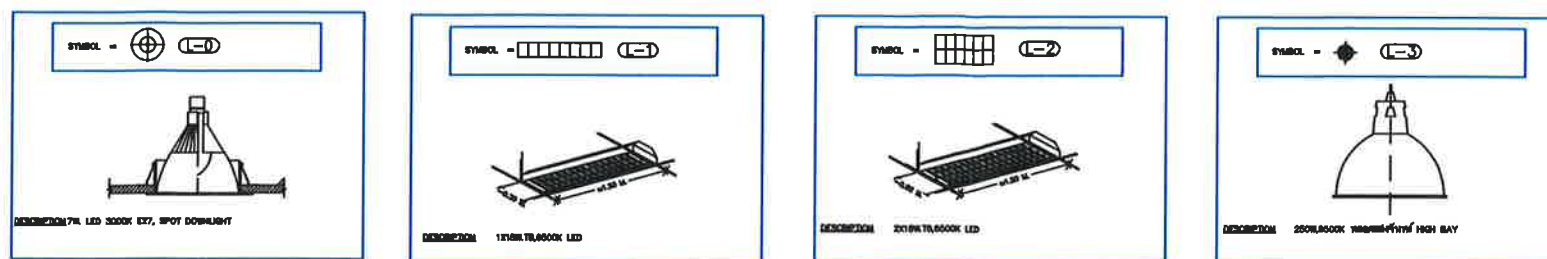 SYMBOL = L-0
DESCRIPTION 7W. LED 3000K E27, SPOT DOWNLIGHT
SYMBOL = L-1
DESCRIPTION 1X18W.T8,6500K LED
SYMBOL = L-2
DESCRIPTION 2X18W.T8,6500K LED
SYMBOL = L-3
DESCRIPTION 250W,6500K HIGH BAY